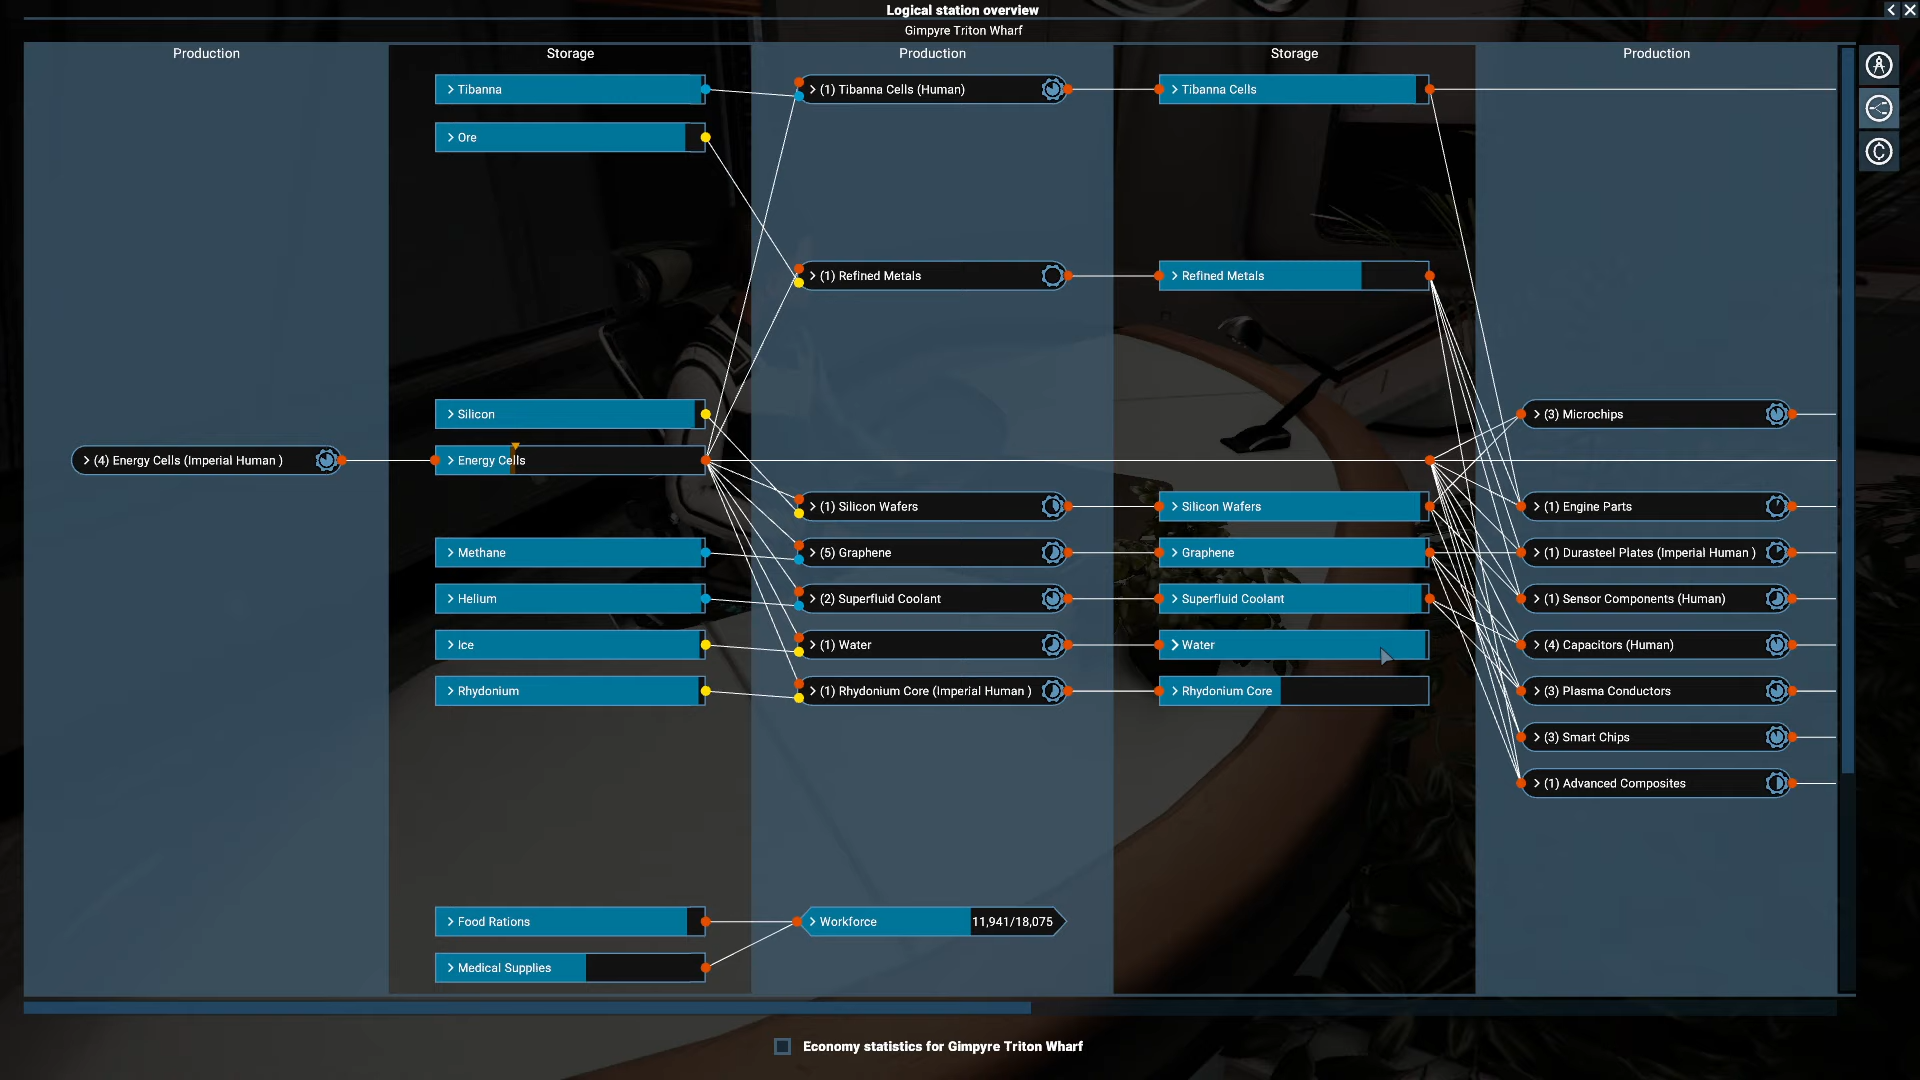 Logical station overview
Gimpyre Triton Wharf
Production
Storage
Production
Storage
Production
Tibanna
(1) Tibanna Cells (Human)
Tibanna Cells
Ore
(1) Refined Metals
Refined Metals
Silicon
(3) Microchips
(4) Energy Cells (Imperial Human )
Energy Cells
(1) Silicon Wafers
Silicon Wafers
(1) Engine Parts
Methane
(5) Graphene
Graphene
(1) Durasteel Plates (Imperial Human )
Helium
(2) Superfluid Coolant
Superfluid Coolant
(1) Sensor Components (Human)
Ice
(1) Water
Water
(4) Capacitors (Human)
Rhydonium
(1) Rhydonium Core (Imperial Human )
Rhydonium Core
(3) Plasma Conductors
(3) Smart Chips
(1) Advanced Composites
Food Rations
Workforce 11,941/18,075
Medical Supplies
Economy statistics for Gimpyre Triton Wharf